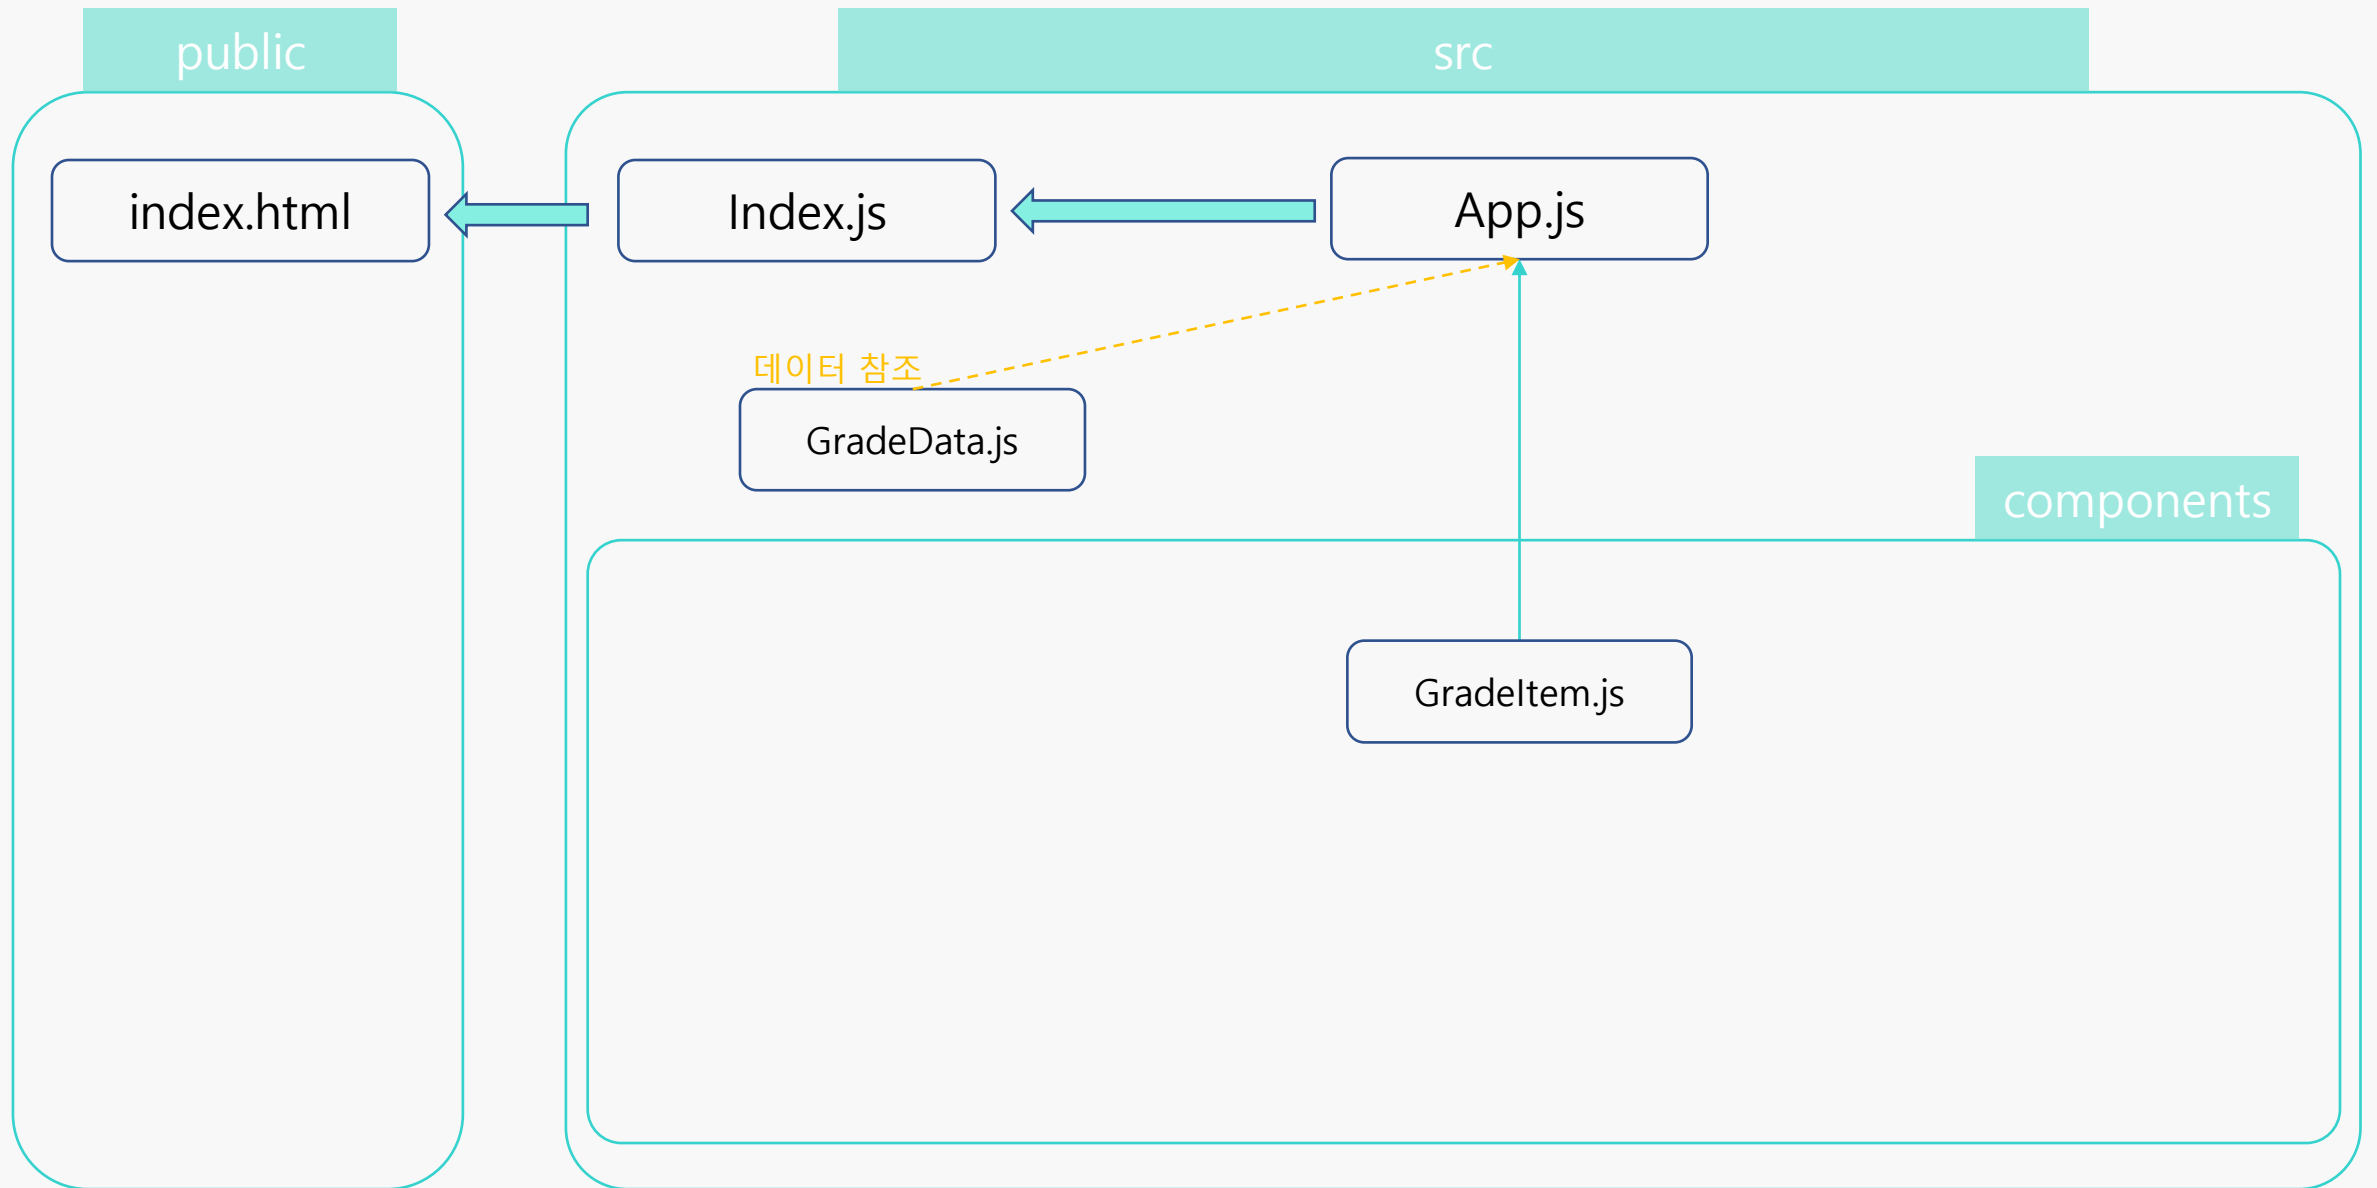 public
src
index.html
Index.js
App.js
데이터 참조
GradeData.js
components
GradeItem.js